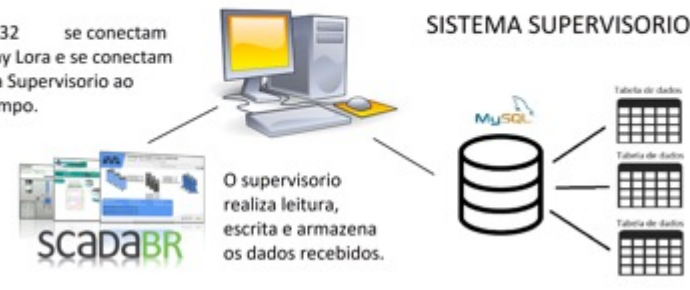 SISTEMA SUPERVISORIO
32 se conectam
ay Lora e se conectam
a Supervisorio ao
mpo.
Tabela de dados
MySQL
Tabela de dados
O supervisorio
realiza leitura,
escrita e armazena
os dados recebidos.
SCADABR
Tabela de dados